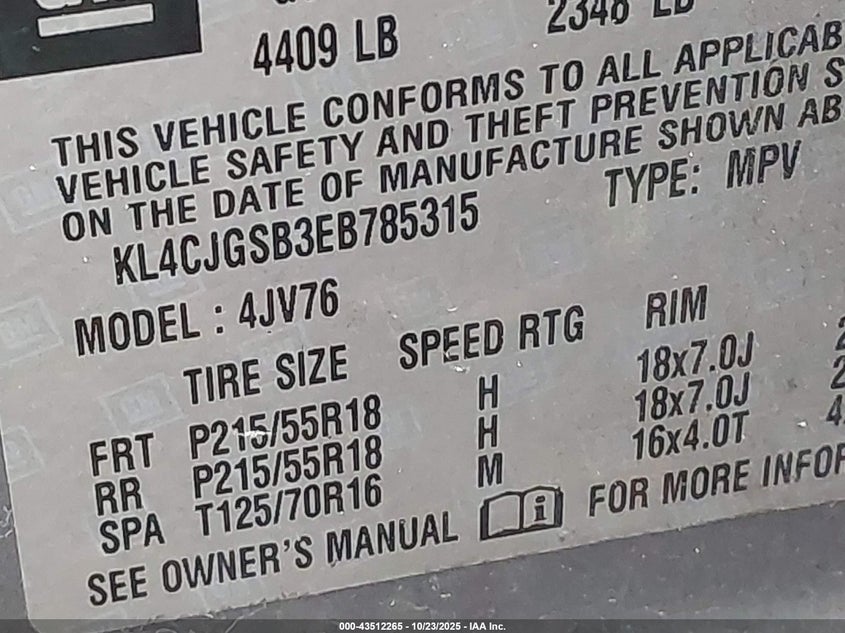 4409 LB 2348 LB
THIS VEHICLE CONFORMS TO ALL APPLICAB
VEHICLE SAFETY AND THEFT PREVENTION S
ON THE DATE OF MANUFACTURE SHOWN AB
KL4CJGSB3EB785315 TYPE: MPV
MODEL : 4JV76
TIRE SIZE SPEED RTG RIM
FRT P215/55R18 H 18x7.0J
RR P215/55R18 H 18x7.0J
SPA T125/70R16 M 16x4.0T
SEE OWNER'S MANUAL FOR MORE INFOR
000-43512265 - 10/23/2025 - IAA Inc.